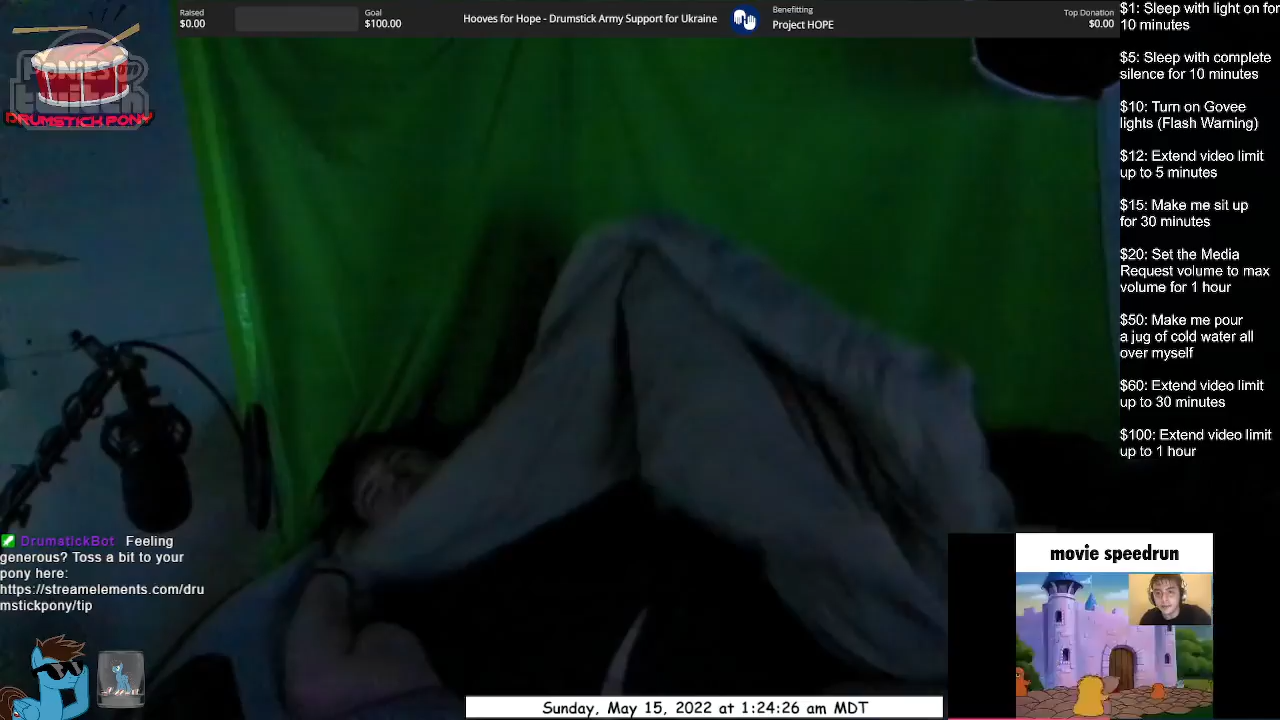 Raised
$0.00
Goal
$100.00
Hooves for Hope - Drumstick Army Support for Ukraine
Benefitting
Project HOPE
Top Donation
$0.00
PONIES ON
twitch
DRUMSTICK PONY
$1: Sleep with light on for
10 minutes
$5: Sleep with complete
silence for 10 minutes
$10: Turn on Govee
lights (Flash Warning)
$12: Extend video limit
up to 5 minutes
$15: Make me sit up
for 30 minutes
$20: Set the Media
Request volume to max
volume for 1 hour
$50: Make me pour
a jug of cold water all
over myself
$60: Extend video limit
up to 30 minutes
$100: Extend video limit
up to 1 hour
DrumstickBot Feeling
generous? Toss a bit to your
pony here:
https://streamelements.com/dru
mstickpony/tip
movie speedrun
Sunday, May 15, 2022 at 1:24:26 am MDT